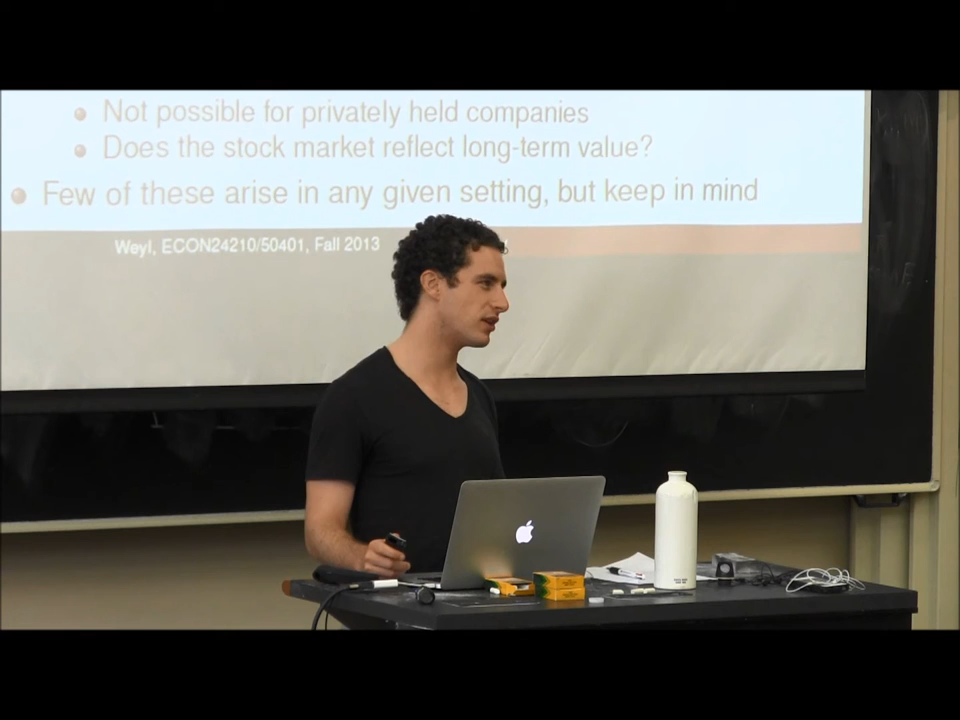 Not possible for privately held companies
Does the stock market reflect long-term value?
Few of these arise in any given setting, but keep in mind
Weyl, ECON24210/50401, Fall 2013